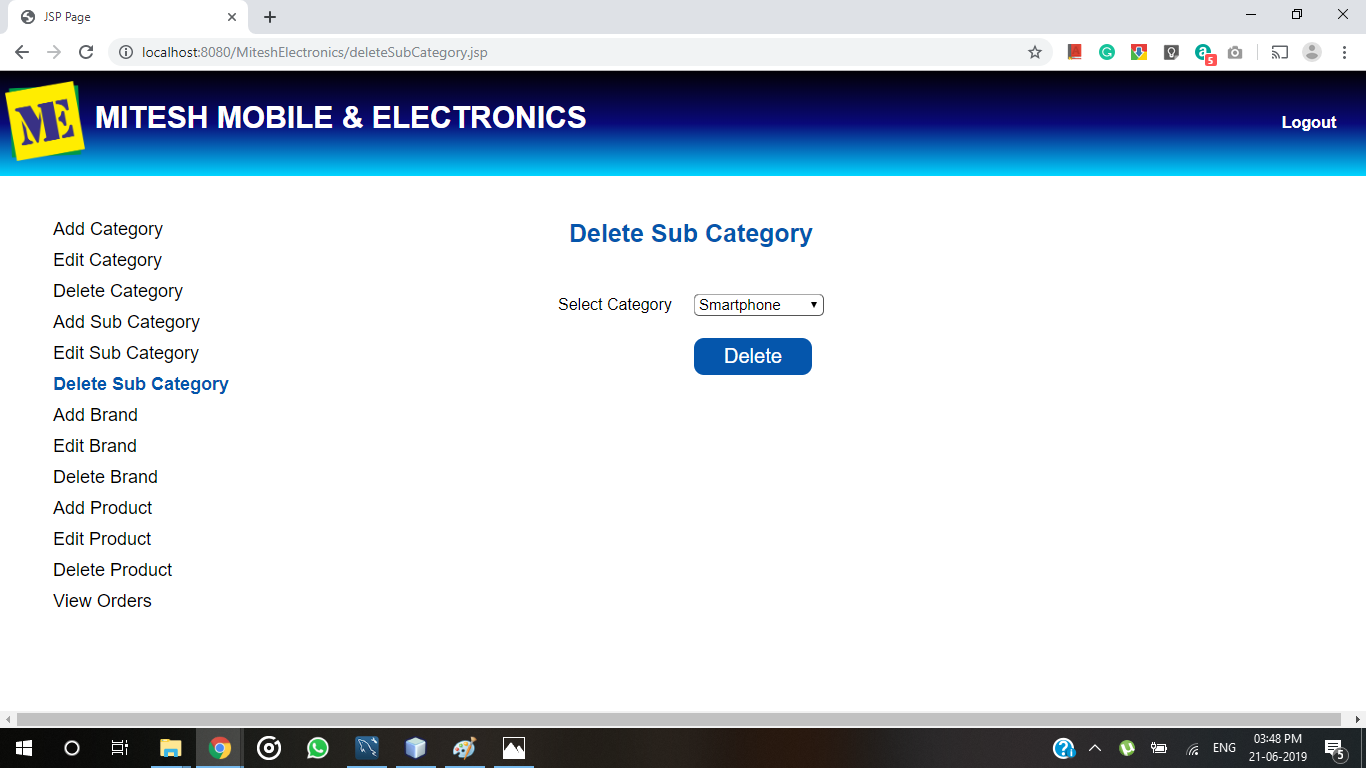 JSP Page
localhost:8080/MiteshElectronics/deleteSubCategory.jsp
5
ME
MITESH MOBILE & ELECTRONICS
Logout
Add Category
Edit Category
Delete Category
Add Sub Category
Edit Sub Category
Delete Sub Category
Add Brand
Edit Brand
Delete Brand
Add Product
Edit Product
Delete Product
View Orders
Delete Sub Category
Select Category Smartphone
Delete
ENG
03:48 PM
21-06-2019
5